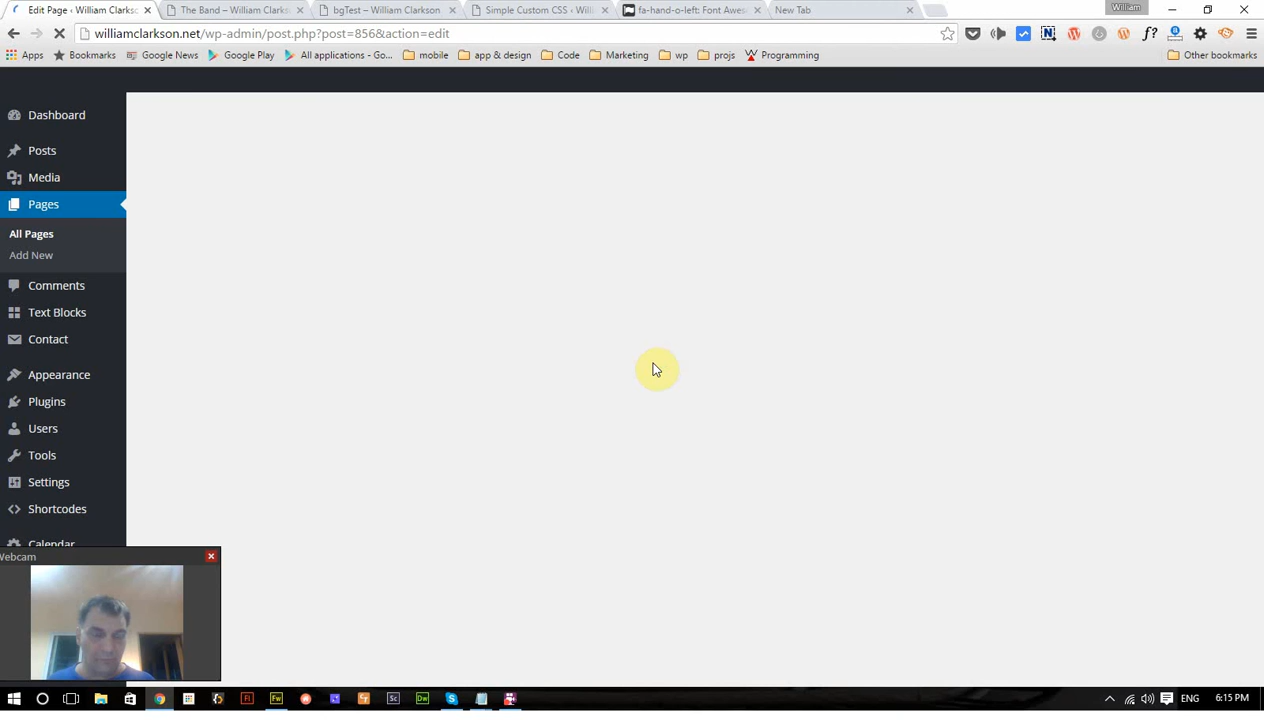 Edit Page ‹ William Clarkso
The Band – William Clarkson
bgTest – William Clarkson
Simple Custom CSS ‹ Willi
fa-hand-o-left: Font Awes
New Tab
William
williamclarkson.net/wp-admin/post.php?post=856&action=edit
Apps
Bookmarks
Google News
Google Play
All applications - Go...
mobile
app & design
Code
Marketing
wp
projs
Programming
Other bookmarks
Dashboard
Posts
Media
Pages
All Pages
Add New
Comments
Text Blocks
Contact
Appearance
Plugins
Users
Tools
Settings
Shortcodes
Calendar
Webcam
ENG
6:15 PM